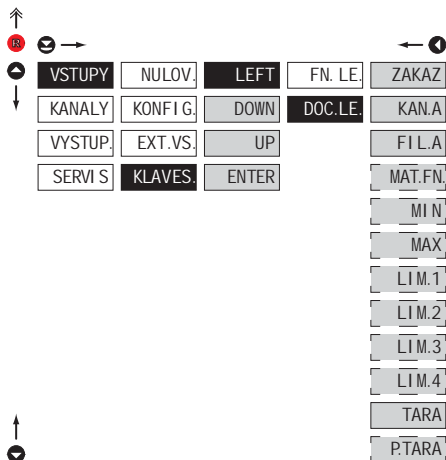 R
VSTUPY NULOV. LEFT FN. LE. ZAKAZ
KANALY KONFIG. DOWN DOC.LE. KAN.A
VYSTUP. EXT.VS. UP FIL.A
SERVIS KLAVES. ENTER MAT.FN.
MIN
MAX
LIM.1
LIM.2
LIM.3
LIM.4
TARA
P.TARA